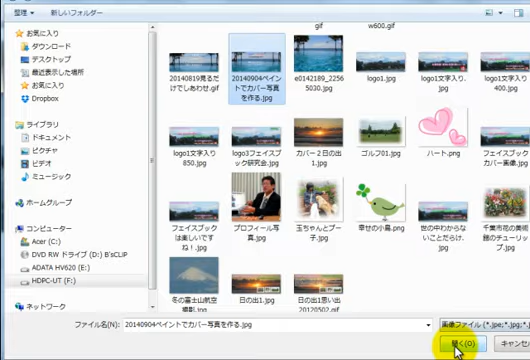 整理 ▼ 新しいフォルダー
gif w600.gif
お気に入り
ダウンロード
デスクトップ
最近表示した場所
お気に入り
Dropbox
ライブラリ
ドキュメント
ピクチャ
ビデオ
ミュージック
ホームグループ
コンピューター
Acer (C:)
DVD RW ドライブ (D:) B'sCLiP
ADATA HV620 (E:)
HDPC-UT (F:)
ネットワーク
20140819見るだ
けでしあわせ.gif
20140904ペイン
トでカバー写真
を作る.jpg
e0142189_2256
5030.jpg
logo1.jpg
logo1文字入り.
jpg
logo1文字入り
400.jpg
logo1文字入り
850.jpg
logo3フェイスブ
ック研究会.jpg
カバー２日の出
1.jpg
ゴルフ01.jpg
ハート.png
フェイスブック
カバー画像.jpg
フェイスブック
は楽しいです
ね！.jpg
プロフィール写
真.jpg
玉ちゃんとブー
子.jpg
幸せの小鳥.png
世の中わからな
いことだらけ.
jpg
千葉市花の美術
館のチューリッ
プ.jpg
冬の富士山航空
撮影.jpg
日の出1.jpg
日の出1思い出
20120502.gif
ファイル名(N): 20140904ペイントでカバー写真を作る.jpg
画像ファイル (*.jpe;*.jpg;*.
開く(O)
キャンセ